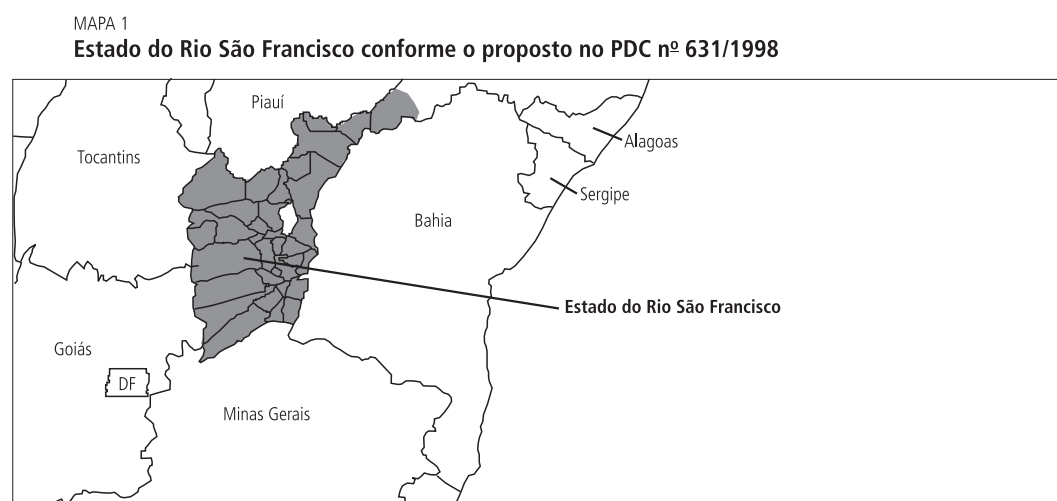 MAPA 1
Estado do Rio São Francisco conforme o proposto no PDC nº 631/1998
Piauí
Tocantins
Alagoas
Sergipe
Bahia
Estado do Rio São Francisco
Goiás
DF
Minas Gerais